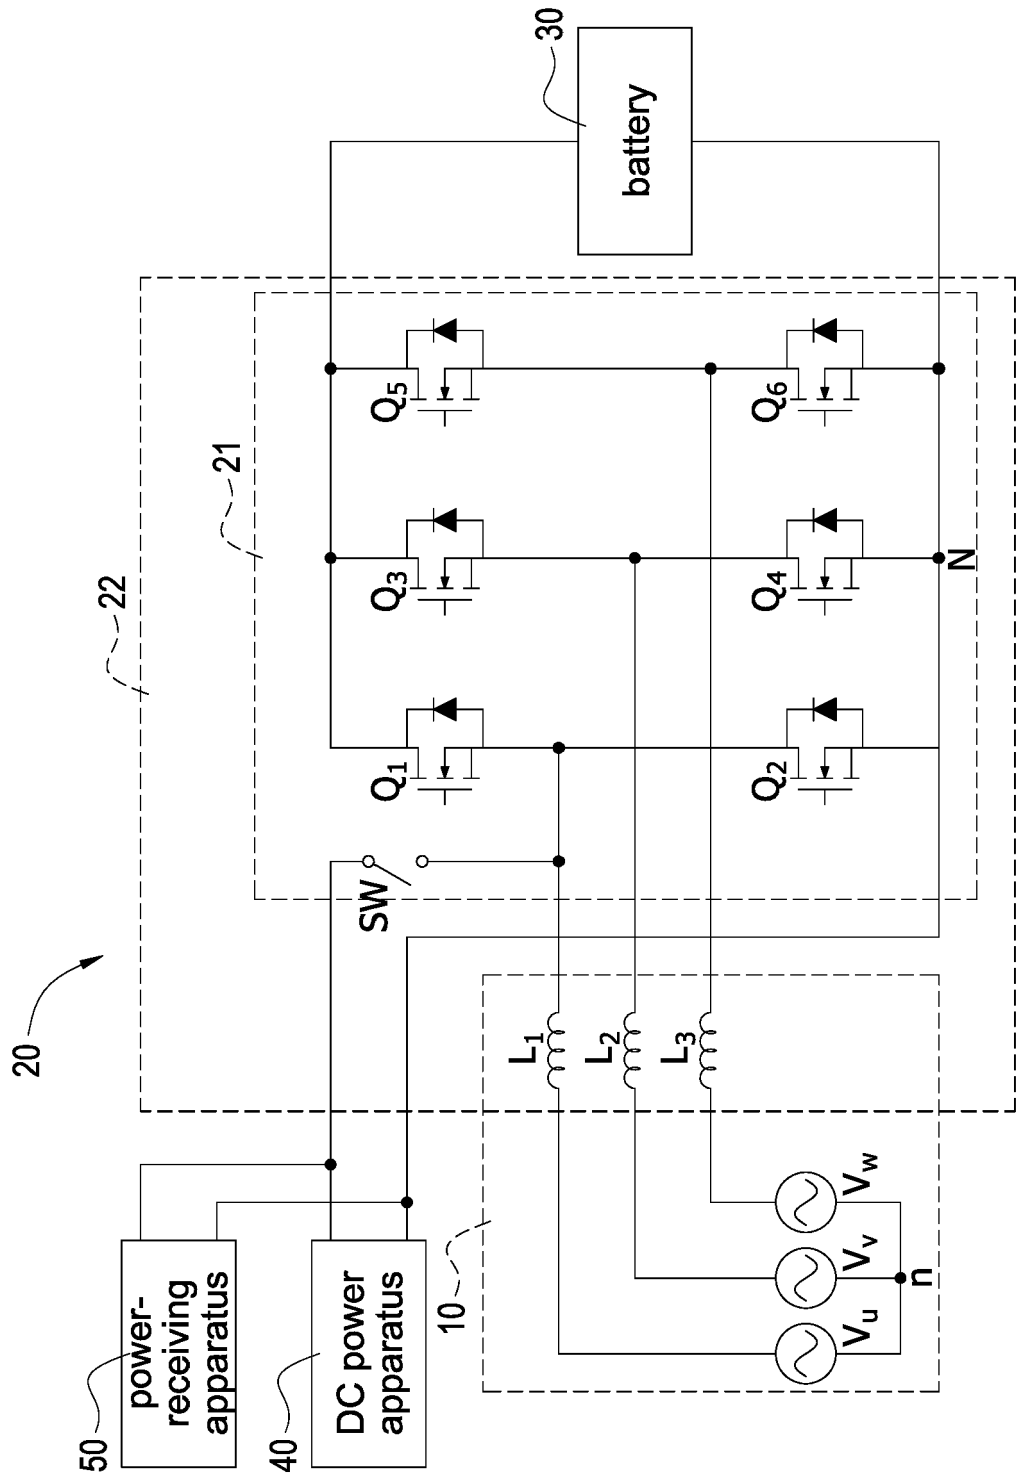 20
22
21
30
battery
50
power-
receiving
apparatus
40
DC power
apparatus
SW
Q₁
Q₃
Q₅
Q₂
Q₄
Q₆
N
10
L₁
L₂
L₃
Vᵤ
Vᵥ
V_w
n